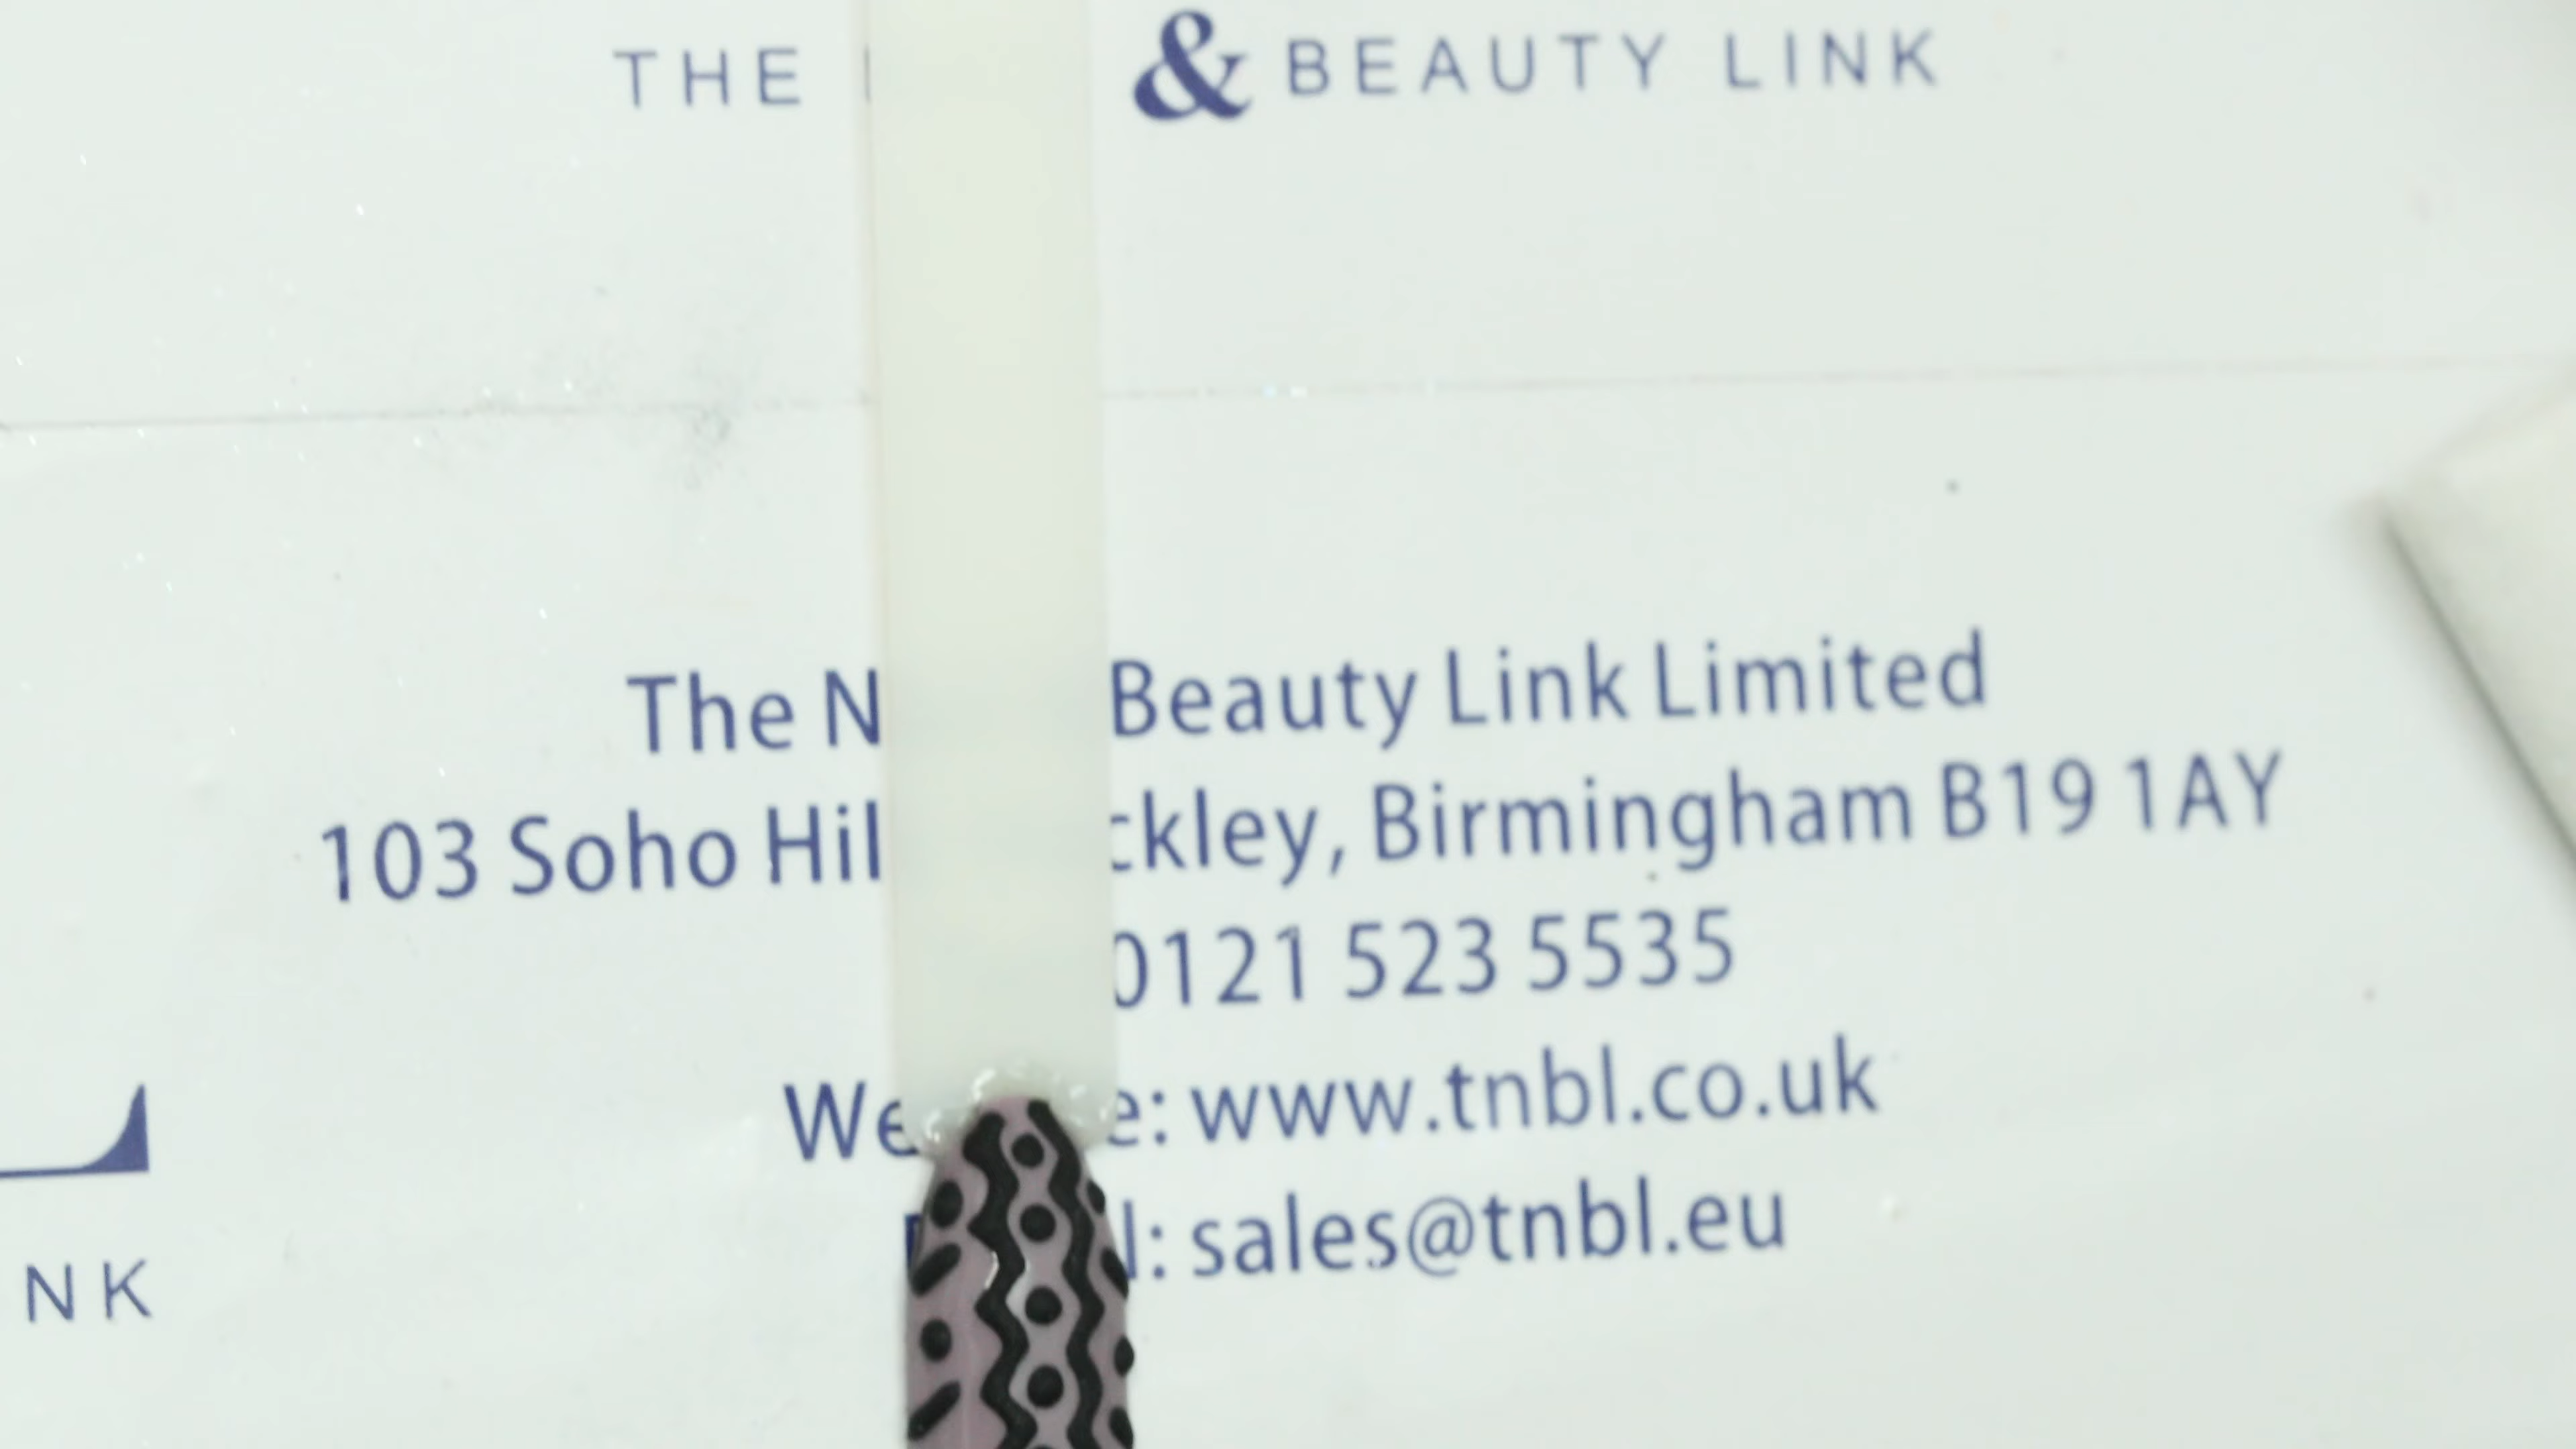 THE & BEAUTY LINK
The N Beauty Link Limited
103 Soho Hil ckley, Birmingham B19 1AY
0121 523 5535
We e: www.tnbl.co.uk
l: sales@tnbl.eu
NK